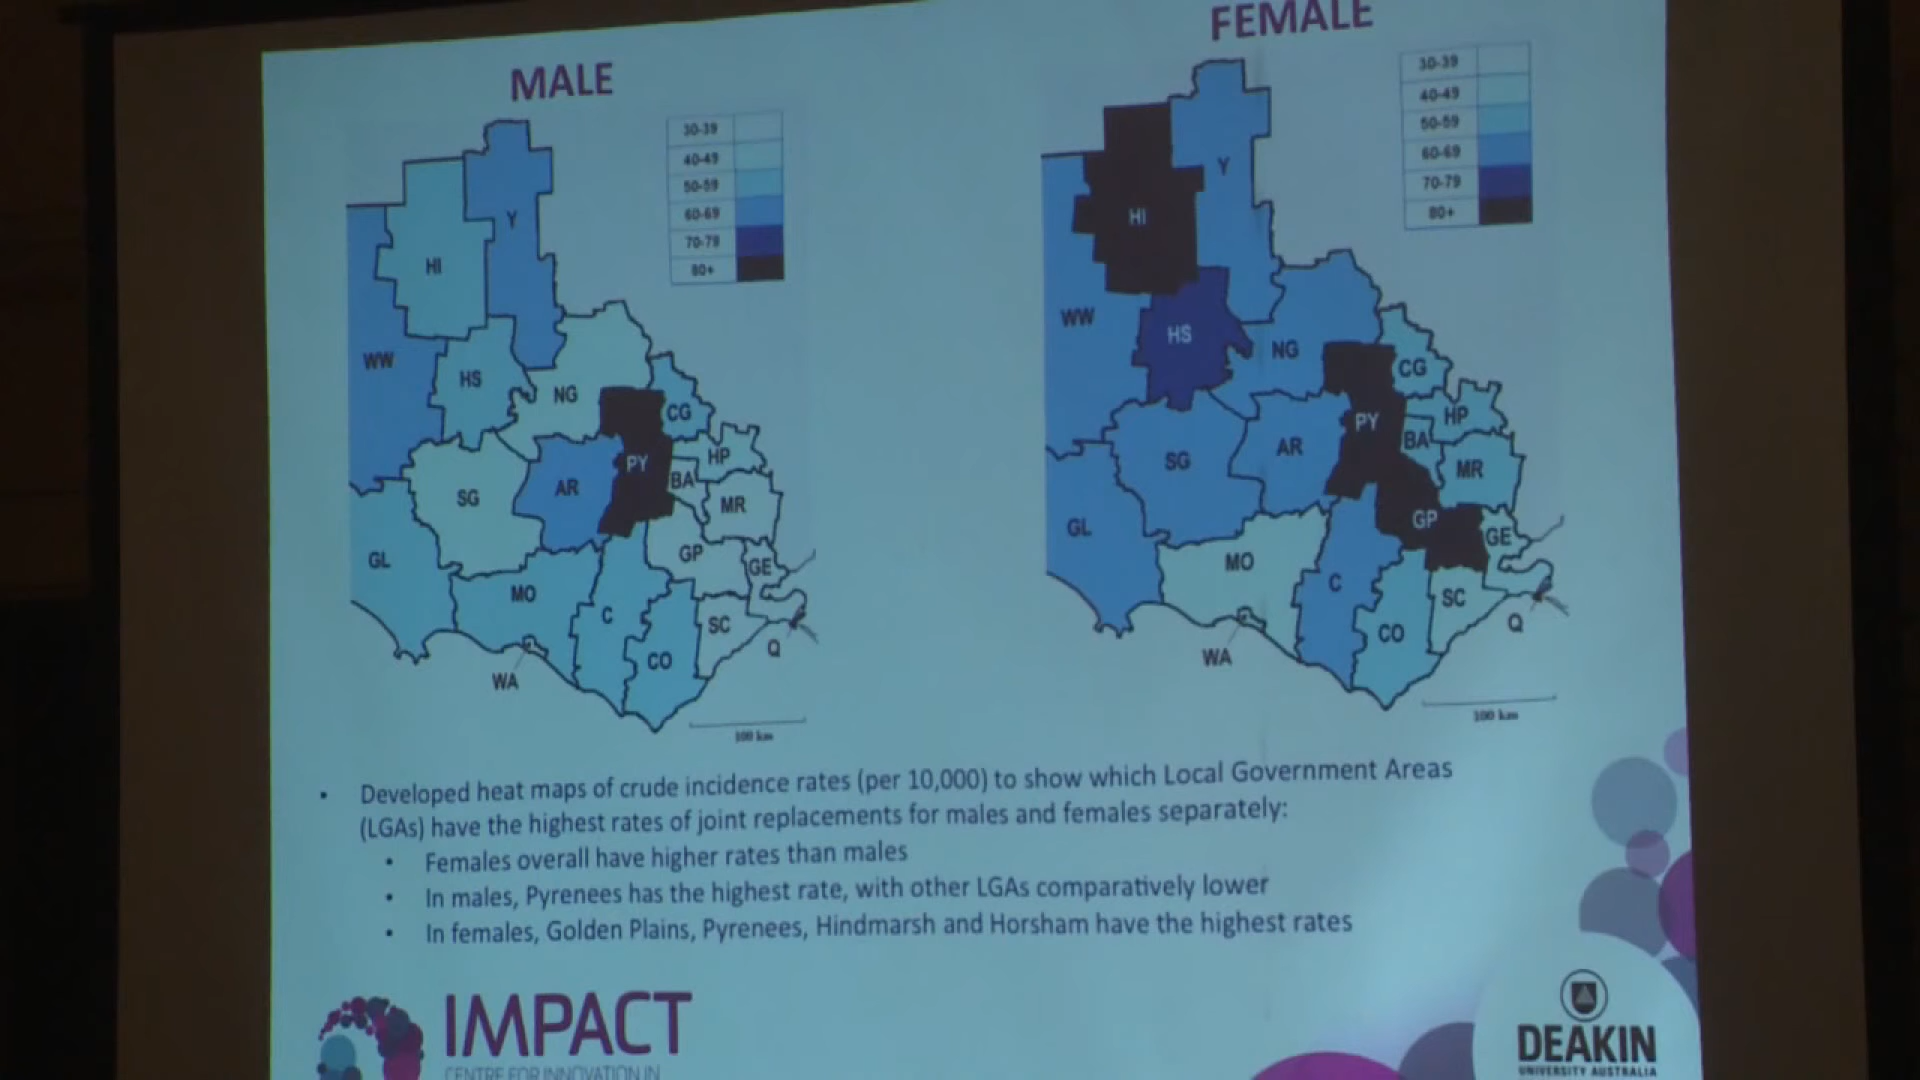 MALE
30-39
40-49
50-59
60-69
70-79
80+
Y
HI
WW
HS
NG
CG
PY
HP
BA
AR
SG
MR
GP
GE
GL
MO
C
SC
CO
Q
WA
100 km
FEMALE
30-39
40-49
50-59
60-69
70-79
80+
Y
HI
WW
HS
NG
CG
PY
HP
BA
AR
SG
MR
GP
GE
GL
MO
C
SC
CO
Q
WA
100 km
• Developed heat maps of crude incidence rates (per 10,000) to show which Local Government Areas
(LGAs) have the highest rates of joint replacements for males and females separately:
• Females overall have higher rates than males
• In males, Pyrenees has the highest rate, with other LGAs comparatively lower
• In females, Golden Plains, Pyrenees, Hindmarsh and Horsham have the highest rates
IMPACT
CENTRE FOR INNOVATION IN
DEAKIN
UNIVERSITY AUSTRALIA